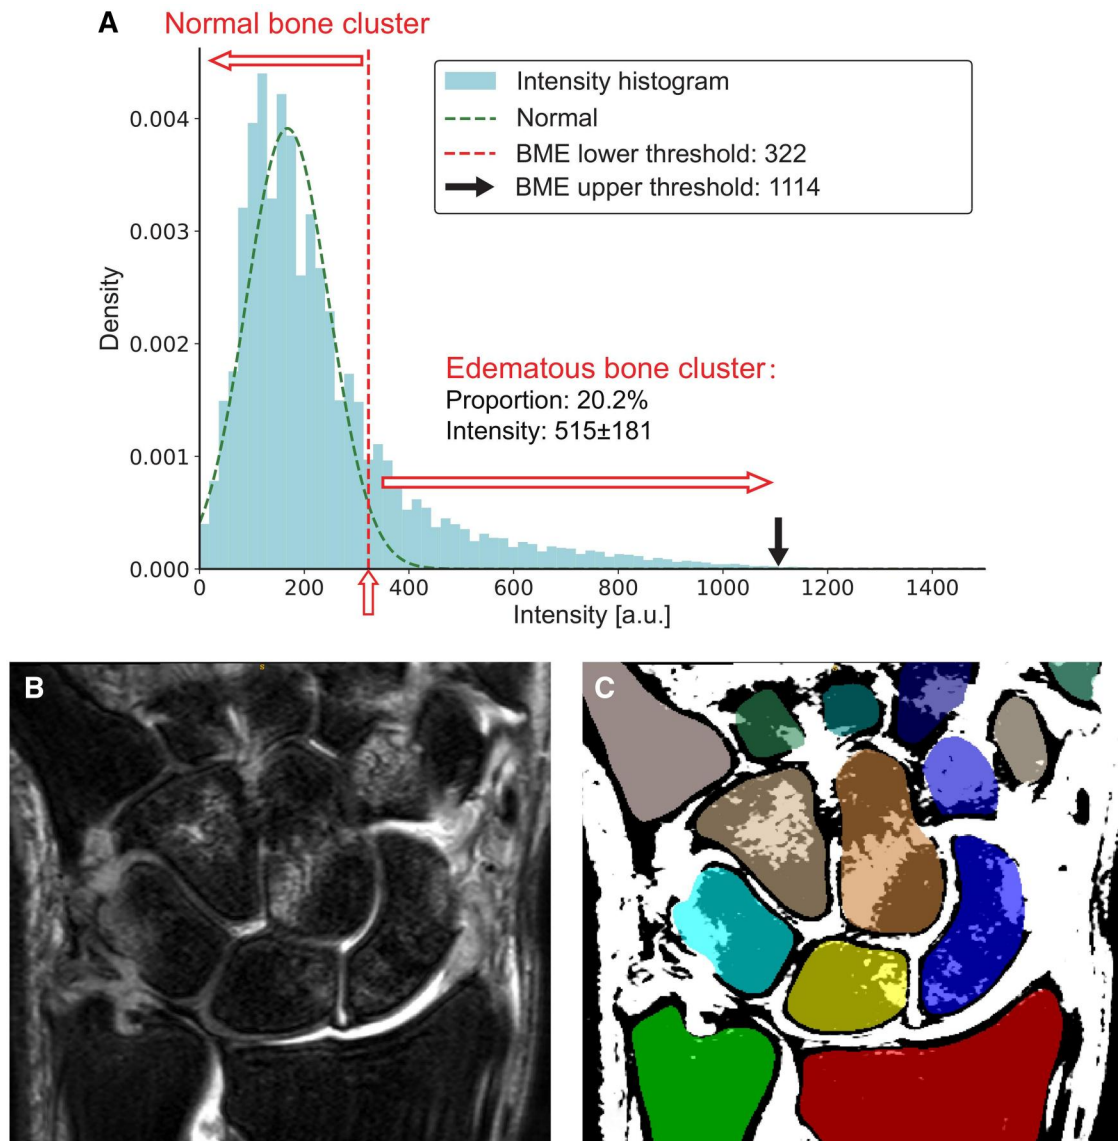 A
Normal bone cluster
Intensity histogram
Normal
BME lower threshold: 322
BME upper threshold: 1114
0.004
0.003
0.002
0.001
0.000
Density
Edematous bone cluster:
Proportion: 20.2%
Intensity: 515±181
0 200 400 600 800 1000 1200 1400
Intensity [a.u.]
B
s
C